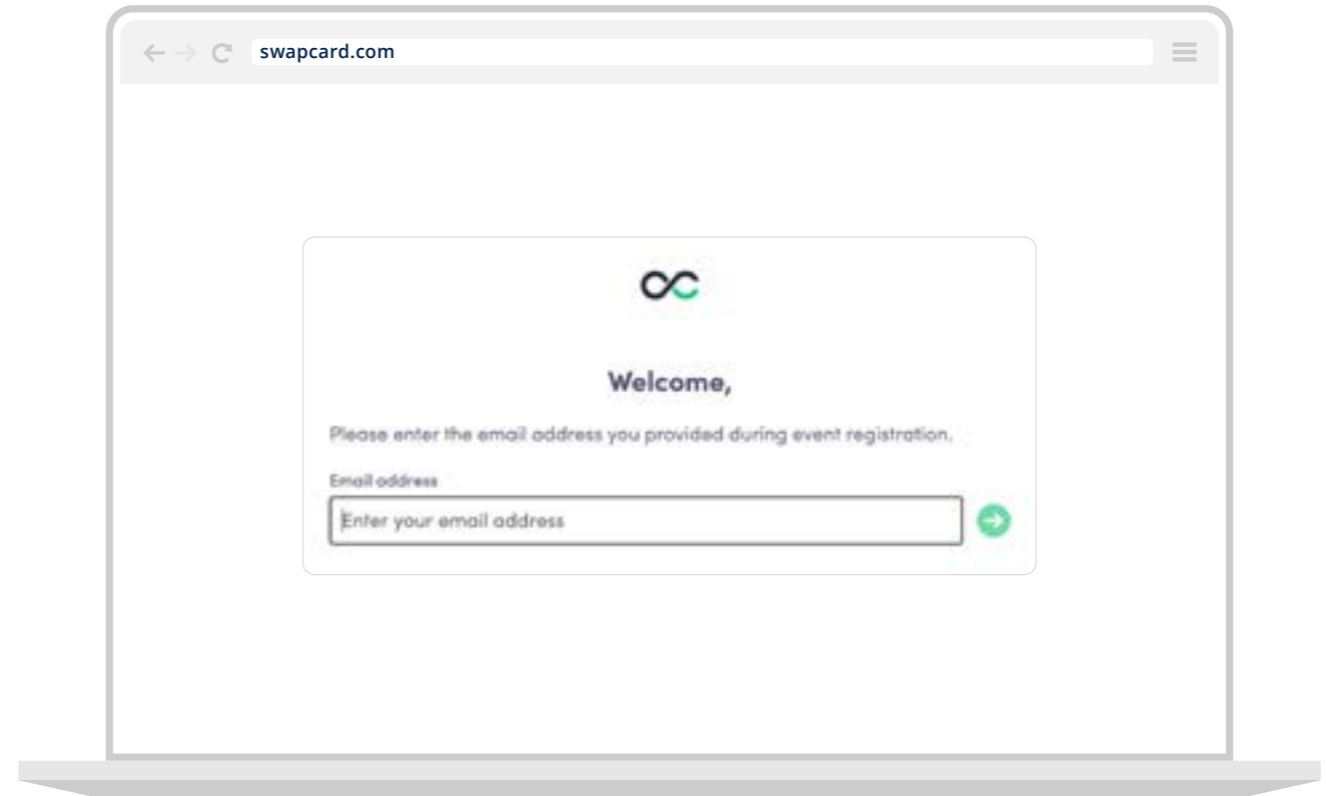 swapcard.com
Welcome,
Please enter the email address you provided during event registration.
Email address
Enter your email address